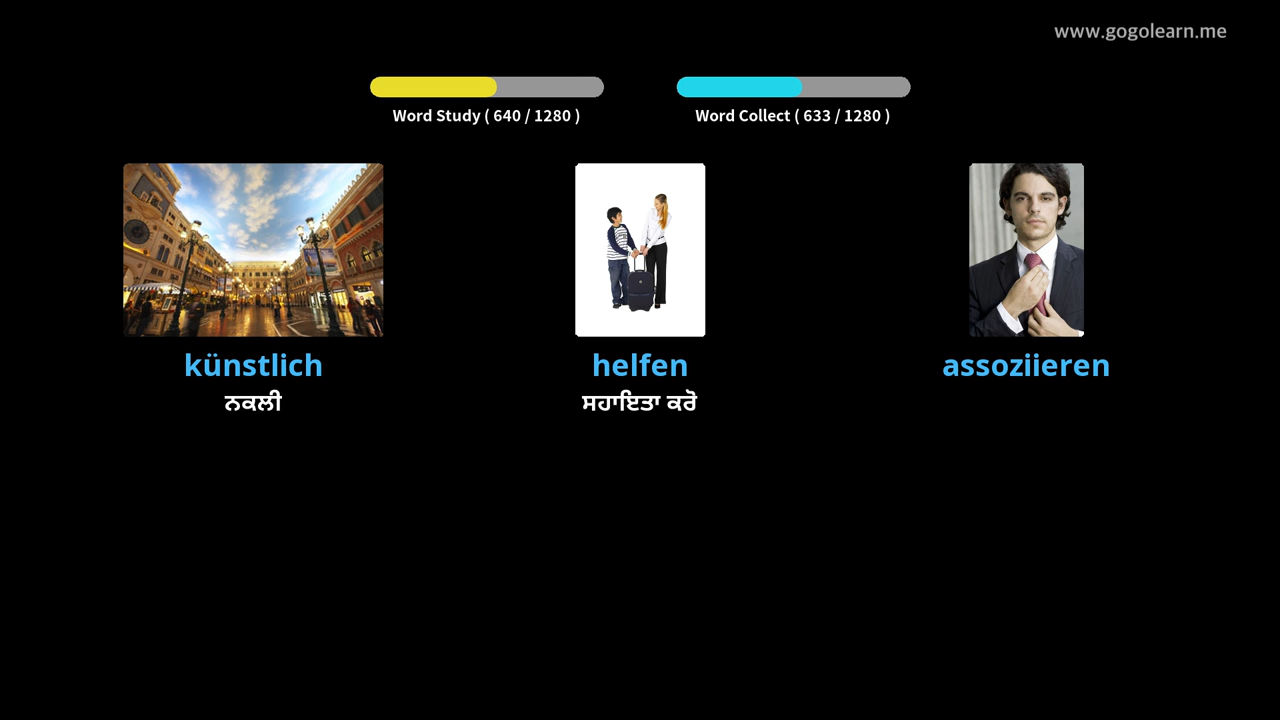 www.gogolearn.me
Word Study ( 640 / 1280 )
Word Collect ( 633 / 1280 )
künstlich
helfen
assoziieren
ਨਕਲੀ
ਸਹਾਇਤਾ ਕਰੋ